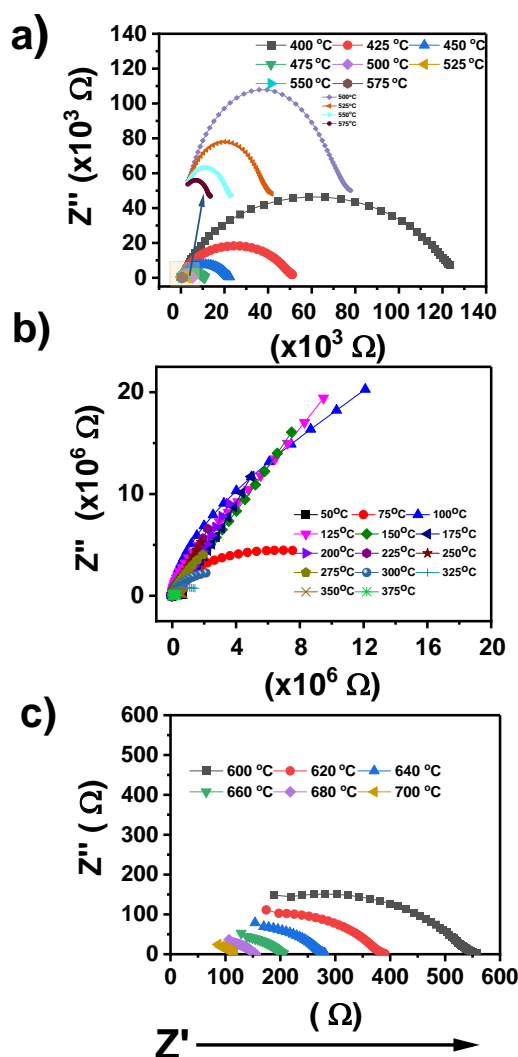 a)
400 °C 425 °C 450 °C
475 °C 500 °C 525 °C
550 °C 575 °C
500°C
525°C
550°C
575°C
Z'' (x10³ Ω)
140
120
100
80
60
40
20
0
0 20 40 60 80 100 120 140
(x10³ Ω)
b)
Z'' (x10⁶ Ω)
20
10
0
50°C 75°C 100°C
125°C 150°C 175°C
200°C 225°C 250°C
275°C 300°C 325°C
350°C 375°C
0 4 8 12 16 20
(x10⁶ Ω)
c)
Z'' ( Ω)
600
500
400
300
200
100
0
600 °C 620 °C 640 °C
660 °C 680 °C 700 °C
0 100 200 300 400 500 600
( Ω)
Z'